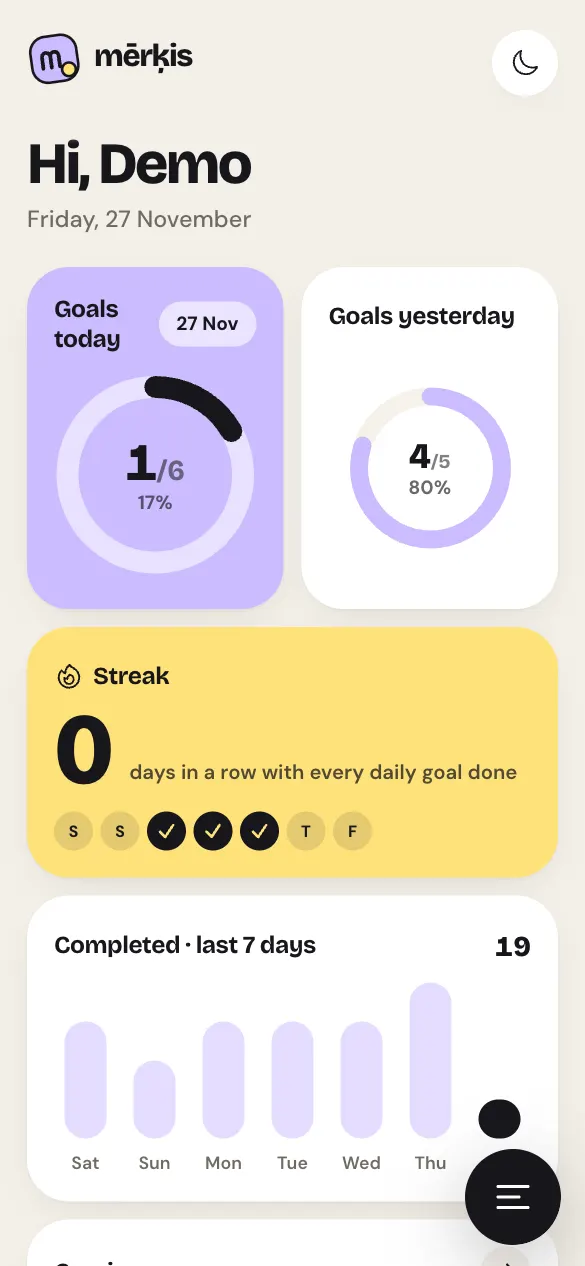 mērķis
Hi, Demo
Friday, 27 November
Goals today
27 Nov
1/6
17%
Goals yesterday
4/5
80%
Streak
0 days in a row with every daily goal done
S S T F
Completed · last 7 days
19
Sat Sun Mon Tue Wed Thu